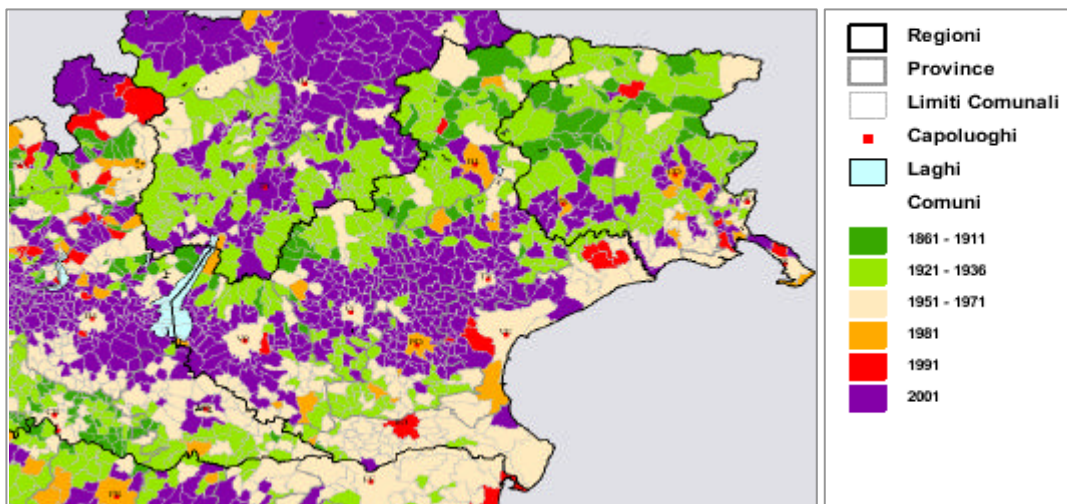 Regioni
Province
Limiti Comunali
Capoluoghi
Laghi
Comuni
1861 - 1911
1921 - 1936
1951 - 1971
1981
1991
2001